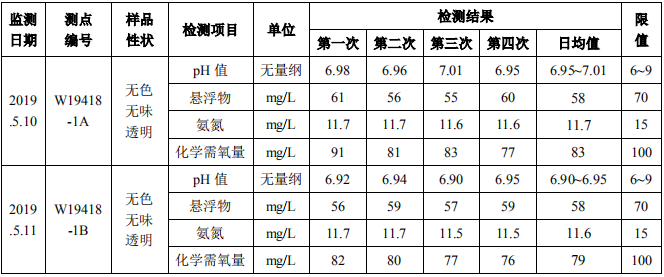 监测日期 测点编号 样品性状 检测项目 单位 检测结果 限值
第一次 第二次 第三次 第四次 日均值
2019.5.10 W19418-1A 无色无味透明 pH 值 无量纲 6.98 6.96 7.01 6.95 6.95~7.01 6~9
悬浮物 mg/L 61 56 55 60 58 70
氨氮 mg/L 11.7 11.7 11.6 11.6 11.7 15
化学需氧量 mg/L 91 81 83 77 83 100
2019.5.11 W19418-1B 无色无味透明 pH 值 无量纲 6.92 6.94 6.90 6.95 6.90~6.95 6~9
悬浮物 mg/L 56 59 57 59 58 70
氨氮 mg/L 11.7 11.7 11.5 11.5 11.6 15
化学需氧量 mg/L 82 80 77 76 79 100